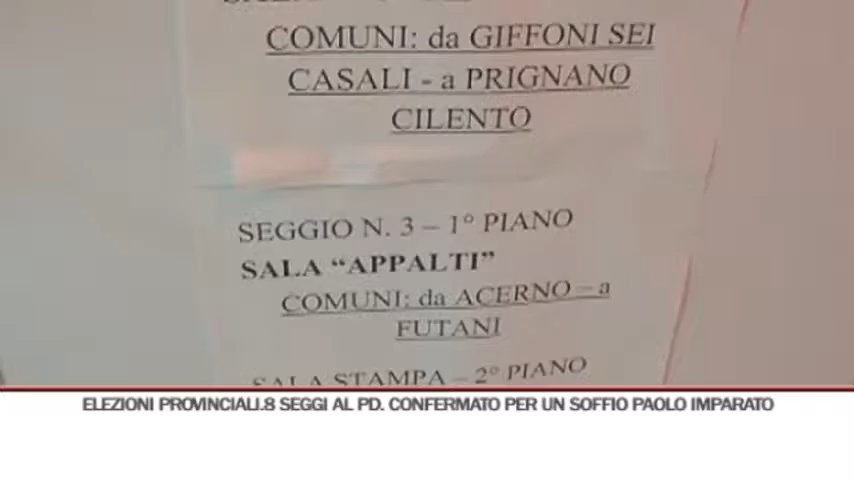 COMUNI: da GIFFONI SEI
CASALI - a PRIGNANO
CILENTO
SEGGIO N. 3 – 1° PIANO
SALA “APPALTI”
COMUNI: da ACERNO – a
FUTANI
SALA STAMPA – 2° PIANO
ELEZIONI PROVINCIALI.8 SEGGI AL PD. CONFERMATO PER UN SOFFIO PAOLO IMPARATO